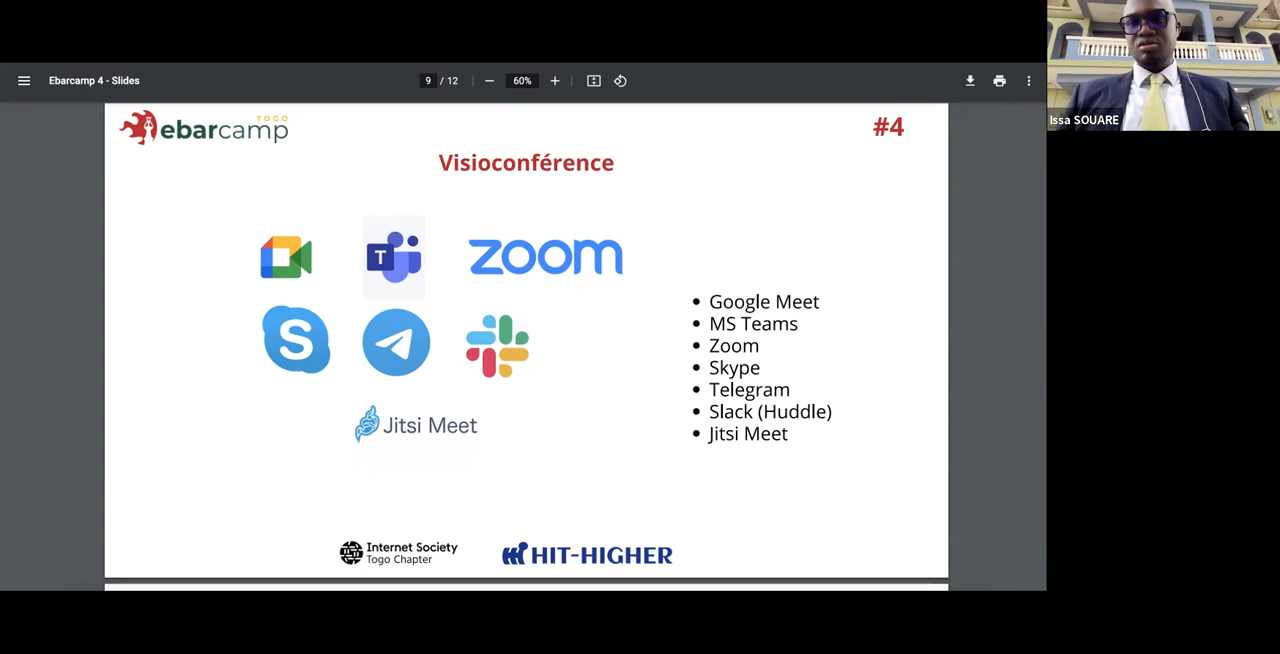 Ebarcamp 4 - Slides
9 / 12
60%
Issa SOUARE
TOGO
ebarcamp
#4
Visioconférence
T
zoom
S
Jitsi Meet
• Google Meet
• MS Teams
• Zoom
• Skype
• Telegram
• Slack (Huddle)
• Jitsi Meet
Internet Society
Togo Chapter
HIT-HIGHER